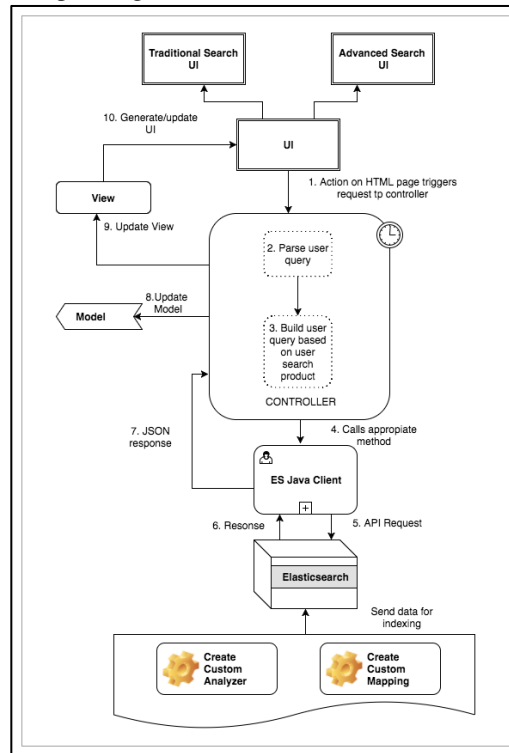 Traditional Search
UI
Advanced Search
UI
10. Generate/update
UI
UI
1. Action on HTML page triggers
request tp controller
View
9. Update View
2. Parse user
query
8.Update
Model
Model
3. Build user
query based
on user
search
product
CONTROLLER
7. JSON
response
4. Calls appropiate
method
ES Java Client
6. Resonse
5. API Request
Elasticsearch
Send data for
indexing
Create
Custom
Analyzer
Create
Custom
Mapping